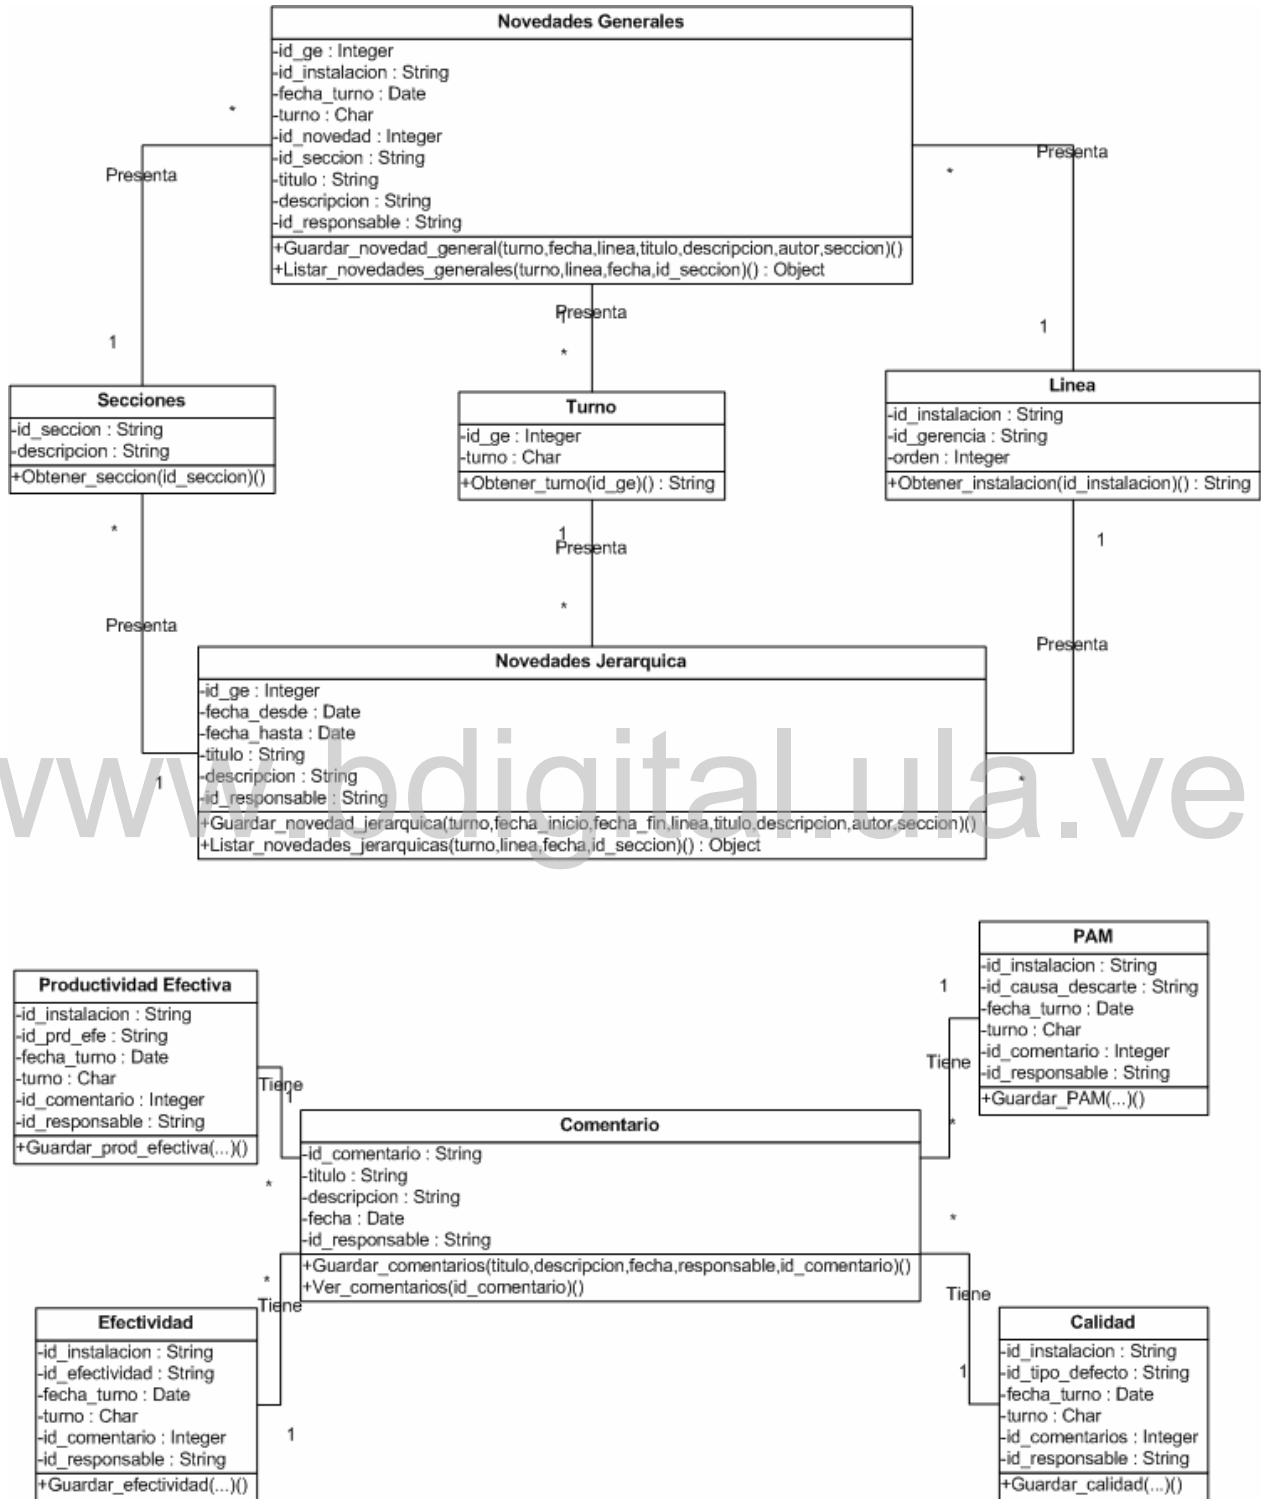 Novedades Generales
-id_ge : Integer
-id_instalacion : String
-fecha_turno : Date
-turno : Char
-id_novedad : Integer
-id_seccion : String
-titulo : String
-descripcion : String
-id_responsable : String
+Guardar_novedad_general(turno,fecha,linea,titulo,descripcion,autor,seccion)()
+Listar_novedades_generales(turno,linea,fecha,id_seccion)() : Object
*
Presenta
1
Presenta
1
*
Presenta
*
1
Secciones
-id_seccion : String
-descripcion : String
+Obtener_seccion(id_seccion)()
Turno
-id_ge : Integer
-turno : Char
+Obtener_turno(id_ge)() : String
Linea
-id_instalacion : String
-id_gerencia : String
-orden : Integer
+Obtener_instalacion(id_instalacion)() : String
*
Presenta
1
1
Presenta
*
1
Presenta
*
Novedades Jerarquica
-id_ge : Integer
-fecha_desde : Date
-fecha_hasta : Date
-titulo : String
-descripcion : String
-id_responsable : String
+Guardar_novedad_jerarquica(turno,fecha_inicio,fecha_fin,linea,titulo,descripcion,autor,seccion)()
+Listar_novedades_jerarquicas(turno,linea,fecha,id_seccion)() : Object
www.bdigital.ula.ve
Productividad Efectiva
-id_instalacion : String
-id_prd_efe : String
-fecha_turno : Date
-turno : Char
-id_comentario : Integer
-id_responsable : String
+Guardar_prod_efectiva(...)()
Tiene
1
*
PAM
-id_instalacion : String
-id_causa_descarte : String
-fecha_turno : Date
-turno : Char
-id_comentario : Integer
-id_responsable : String
+Guardar_PAM(...)()
1
Tiene
*
Comentario
-id_comentario : String
-titulo : String
-descripcion : String
-fecha : Date
-id_responsable : String
+Guardar_comentarios(titulo,descripcion,fecha,responsable,id_comentario)()
+Ver_comentarios(id_comentario)()
*
Tiene
1
*
Tiene
1
Efectividad
-id_instalacion : String
-id_efectividad : String
-fecha_turno : Date
-turno : Char
-id_comentario : Integer
-id_responsable : String
+Guardar_efectividad(...)()
Calidad
-id_instalacion : String
-id_tipo_defecto : String
-fecha_turno : Date
-turno : Char
-id_comentarios : Integer
-id_responsable : String
+Guardar_calidad(...)()